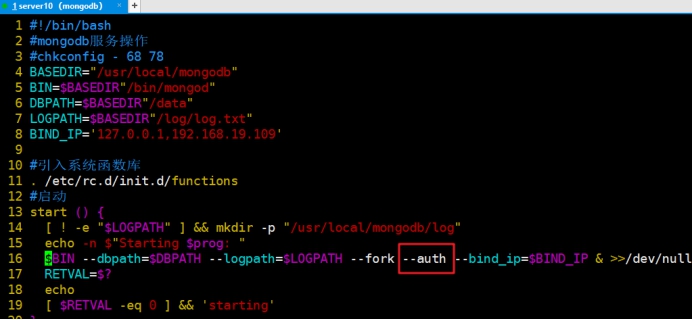 1 server10 (mongodb)
1 #!/bin/bash
2 #mongodb服务操作
3 #chkconfig - 68 78
4 BASEDIR="/usr/local/mongodb"
5 BIN=$BASEDIR"/bin/mongod"
6 DBPATH=$BASEDIR"/data"
7 LOGPATH=$BASEDIR"/log/log.txt"
8 BIND_IP='127.0.0.1,192.168.19.109'
9
10 #引入系统函数库
11 . /etc/rc.d/init.d/functions
12 #启动
13 start () {
14 [ ! -e "$LOGPATH" ] && mkdir -p "/usr/local/mongodb/log"
15 echo -n $"Starting $prog: "
16 $BIN --dbpath=$DBPATH --logpath=$LOGPATH --fork --auth --bind_ip=$BIND_IP & >>/dev/null
17 RETVAL=$?
18 echo
19 [ $RETVAL -eq 0 ] && 'starting'